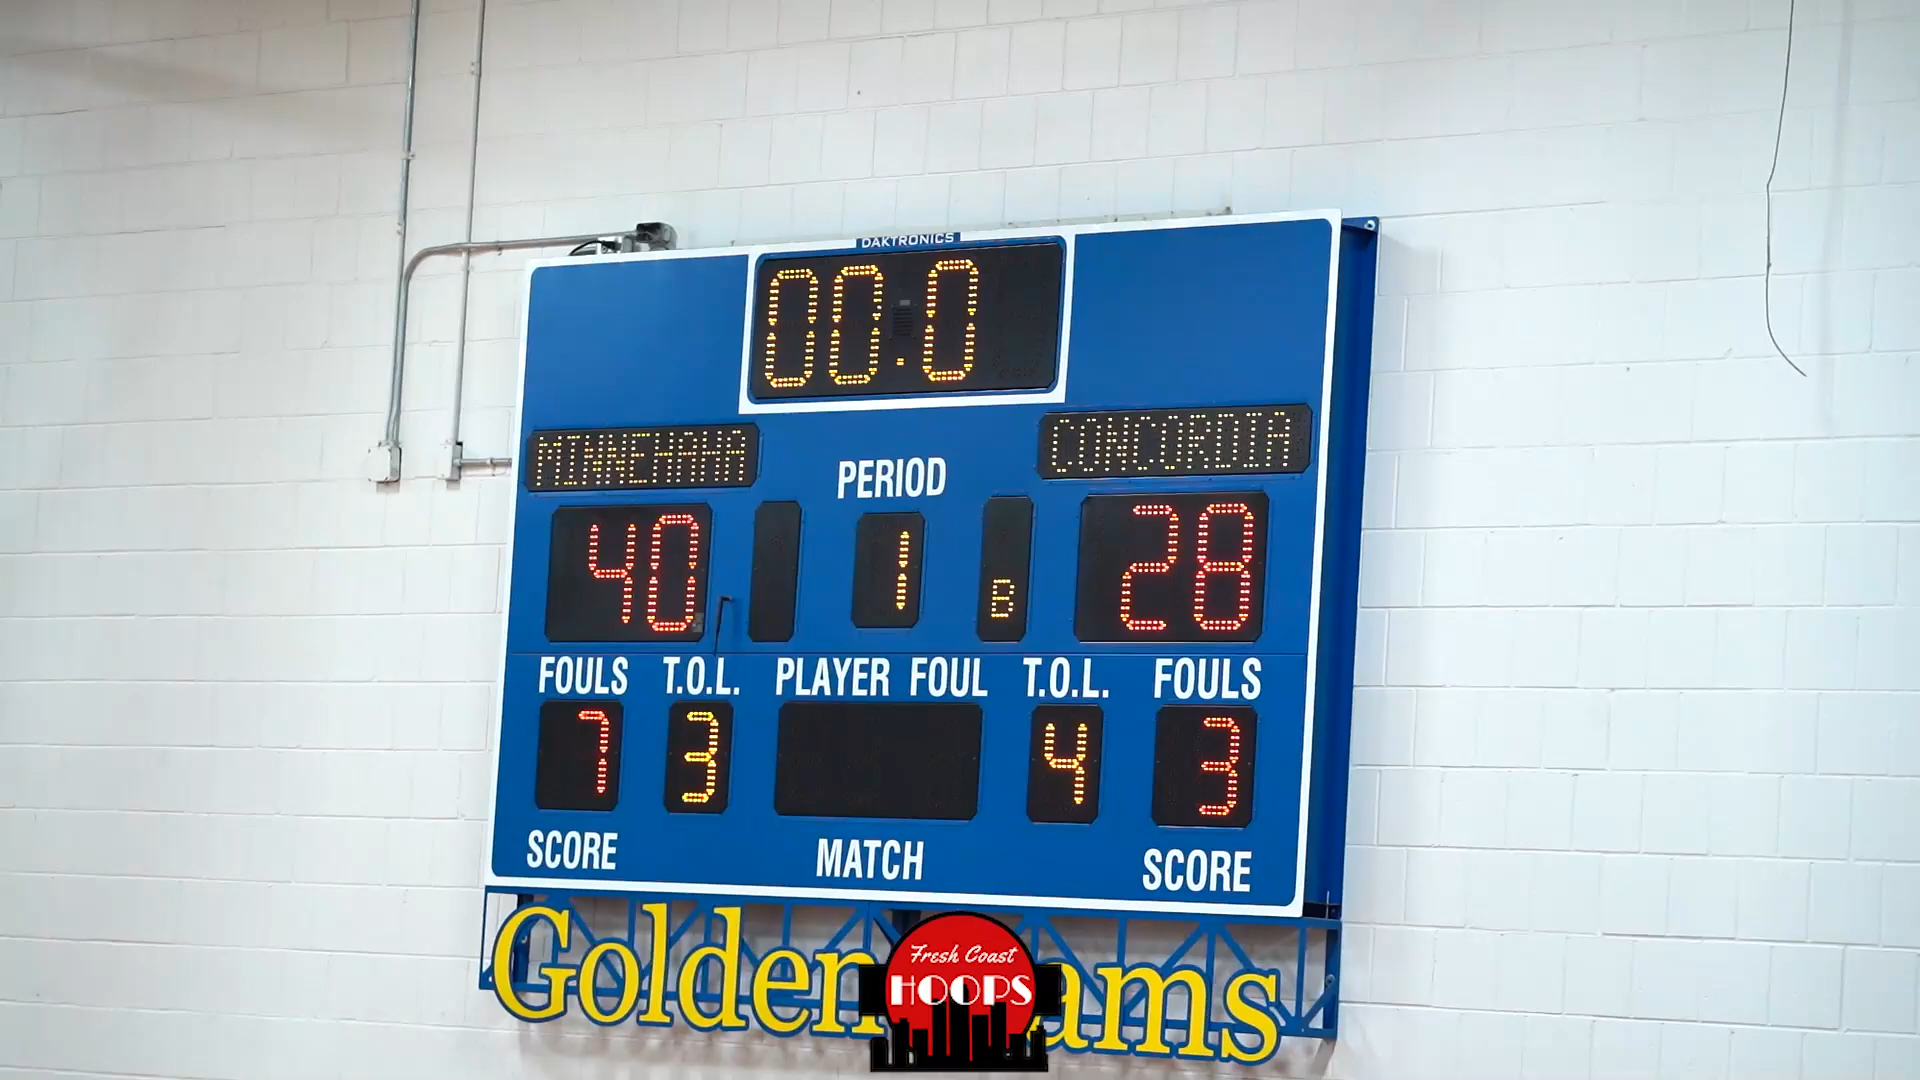 DAKTRONICS
00.0
MINNEHAHA
CONCORDIA
PERIOD
40
1
B
28
FOULS T.O.L. PLAYER FOUL T.O.L. FOULS
7 3 4 3
SCORE MATCH SCORE
Golden ams
Fresh Coast
HOOPS